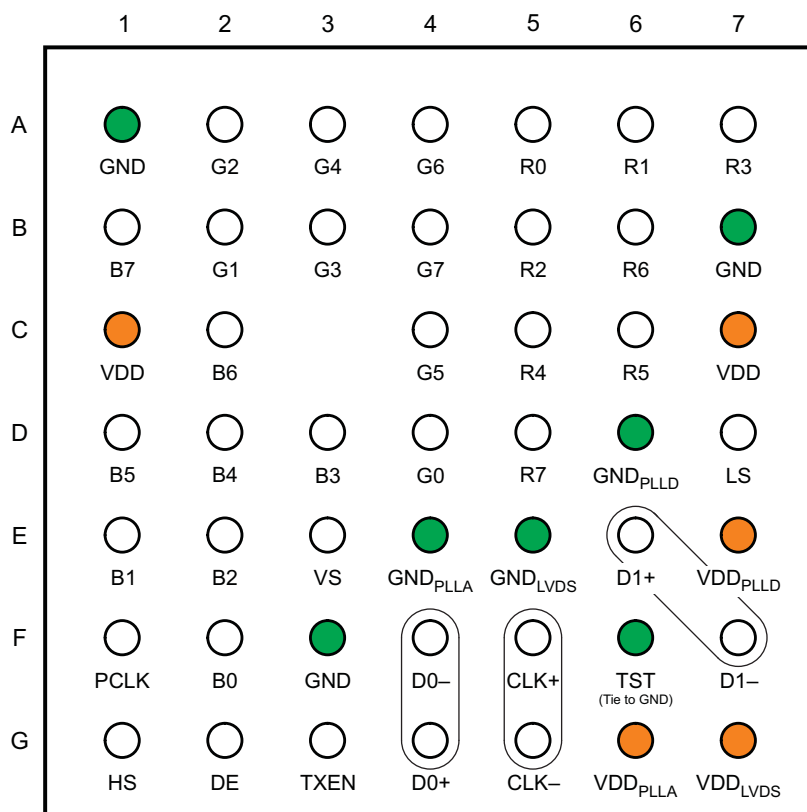 1 2 3 4 5 6 7
A
GND G2 G4 G6 R0 R1 R3
B
B7 G1 G3 G7 R2 R6 GND
C
VDD B6 G5 R4 R5 VDD
D
B5 B4 B3 G0 R7 GNDPLLD LS
E
B1 B2 VS GNDPLLA GNDLVDS D1+ VDDPLLD
F
PCLK B0 GND D0– CLK+ TST D1–
(Tie to GND)
G
HS DE TXEN D0+ CLK– VDDPLLA VDDLVDS